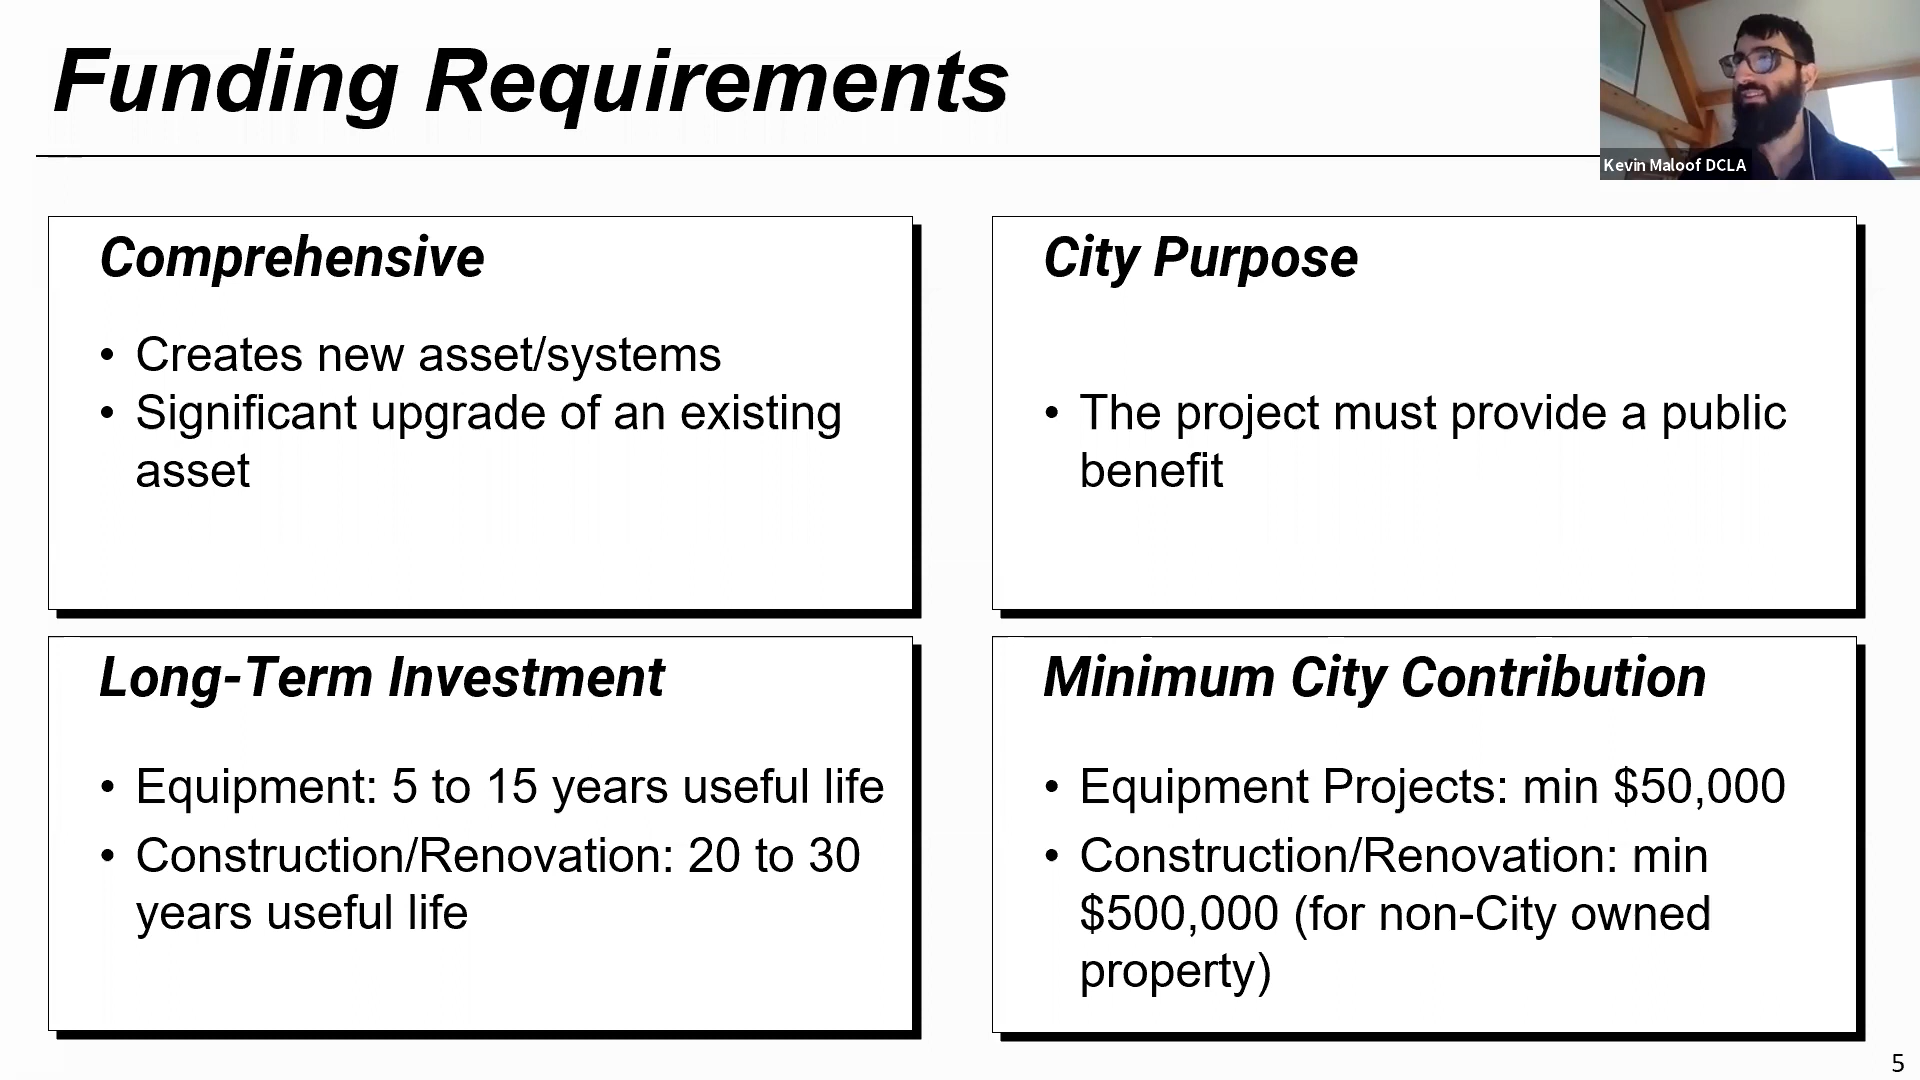 Funding Requirements
Kevin Maloof DCLA
Comprehensive
• Creates new asset/systems
• Significant upgrade of an existing
asset
City Purpose
• The project must provide a public
benefit
Long-Term Investment
• Equipment: 5 to 15 years useful life
• Construction/Renovation: 20 to 30
years useful life
Minimum City Contribution
• Equipment Projects: min $50,000
• Construction/Renovation: min
$500,000 (for non-City owned
property)
5